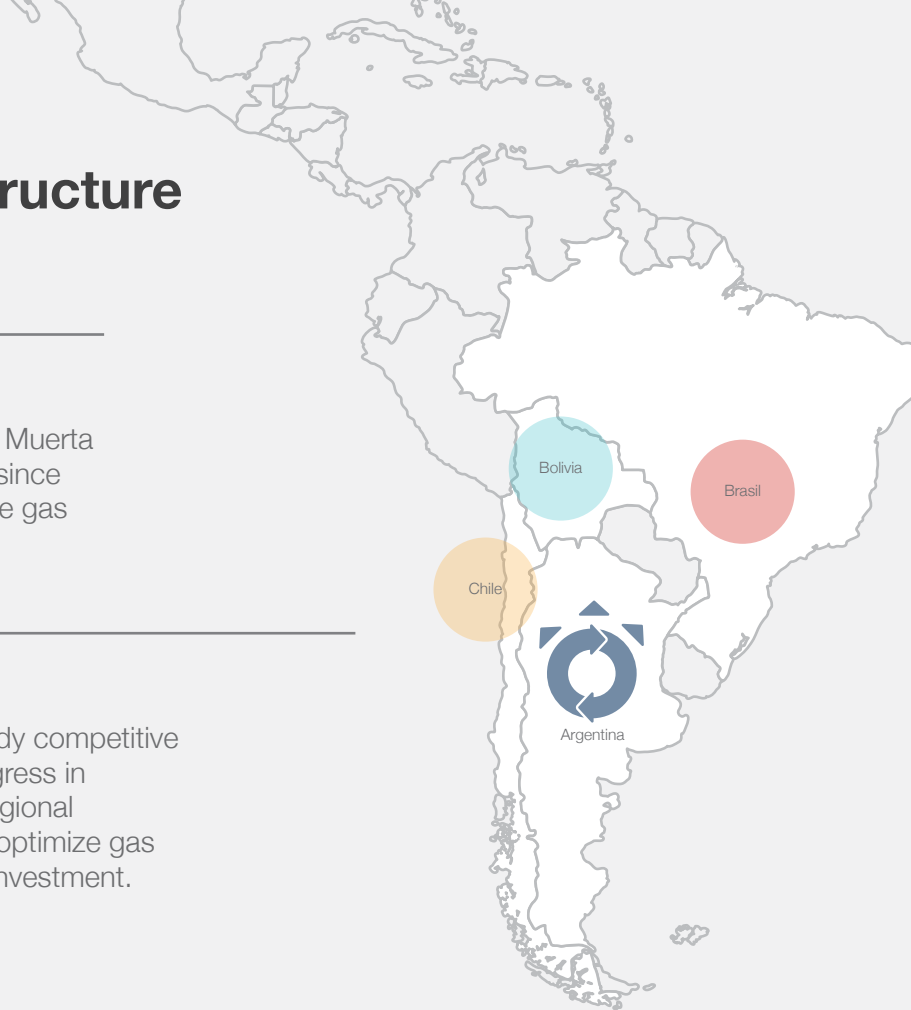 ructure
Muerta
since
e gas
dy competitive
gress in
gional
optimize gas
nvestment.
Bolivia
Brasil
Chile
Argentina